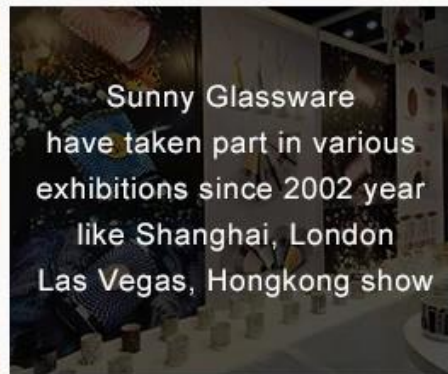 Sunny Glassware
have taken part in various
exhibitions since 2002 year
like Shanghai, London
Las Vegas, Hongkong show